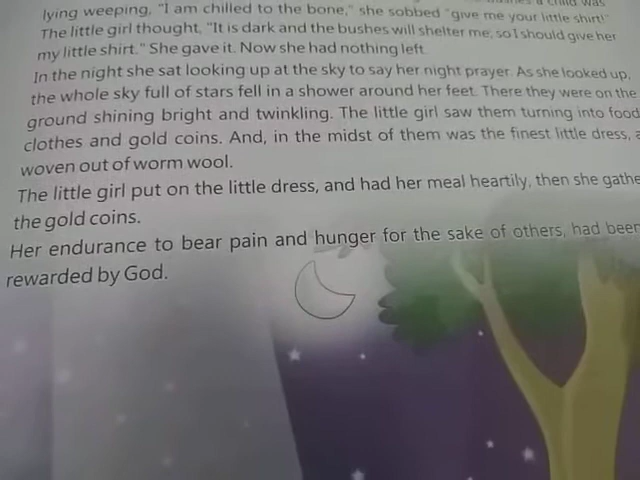 a child was
lying weeping, "I am chilled to the bone," she sobbed "give me your little shirt!"
The little girl thought, "It is dark and the bushes will shelter me, so I should give her
my little shirt." She gave it. Now she had nothing left.
In the night she sat looking up at the sky to say her night prayer. As she looked up,
the whole sky full of stars fell in a shower around her feet. There they were on the
ground shining bright and twinkling. The little girl saw them turning into food
clothes and gold coins. And, in the midst of them was the finest little dress, a
woven out of worm wool.
The little girl put on the little dress, and had her meal heartily, then she gathe
the gold coins.
Her endurance to bear pain and hunger for the sake of others, had been
rewarded by God.